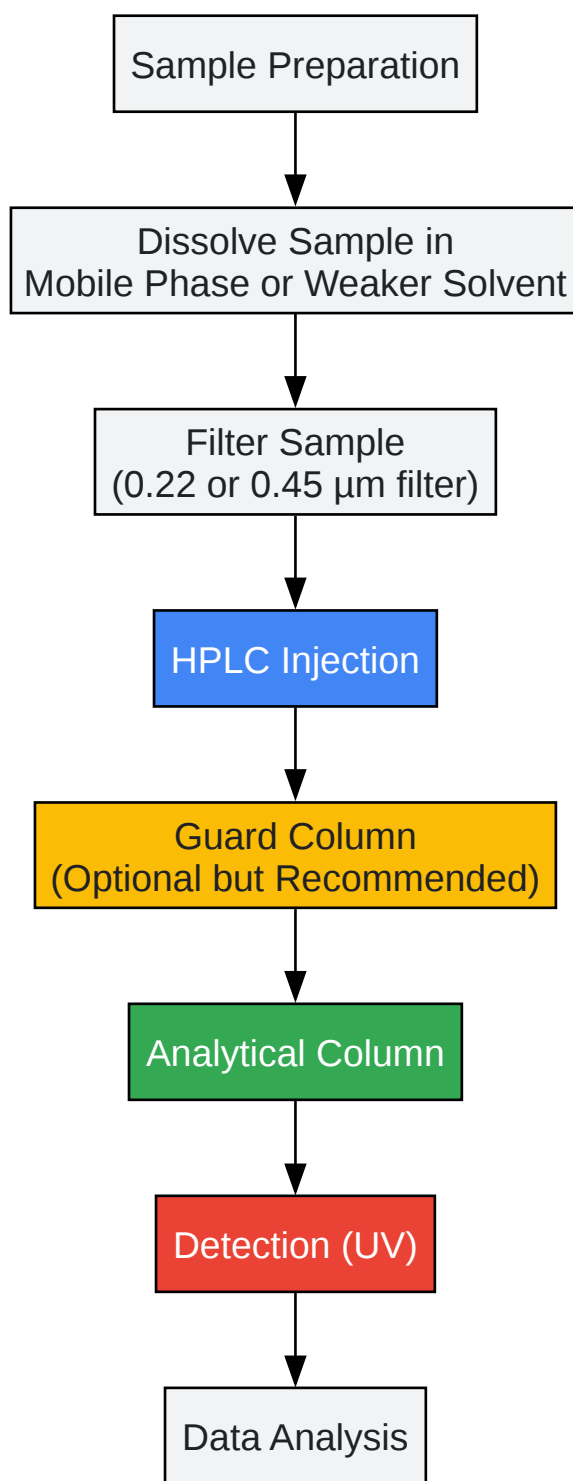 Sample Preparation
Dissolve Sample in
Mobile Phase or Weaker Solvent
Filter Sample
(0.22 or 0.45 µm filter)
HPLC Injection
Guard Column
(Optional but Recommended)
Analytical Column
Detection (UV)
Data Analysis